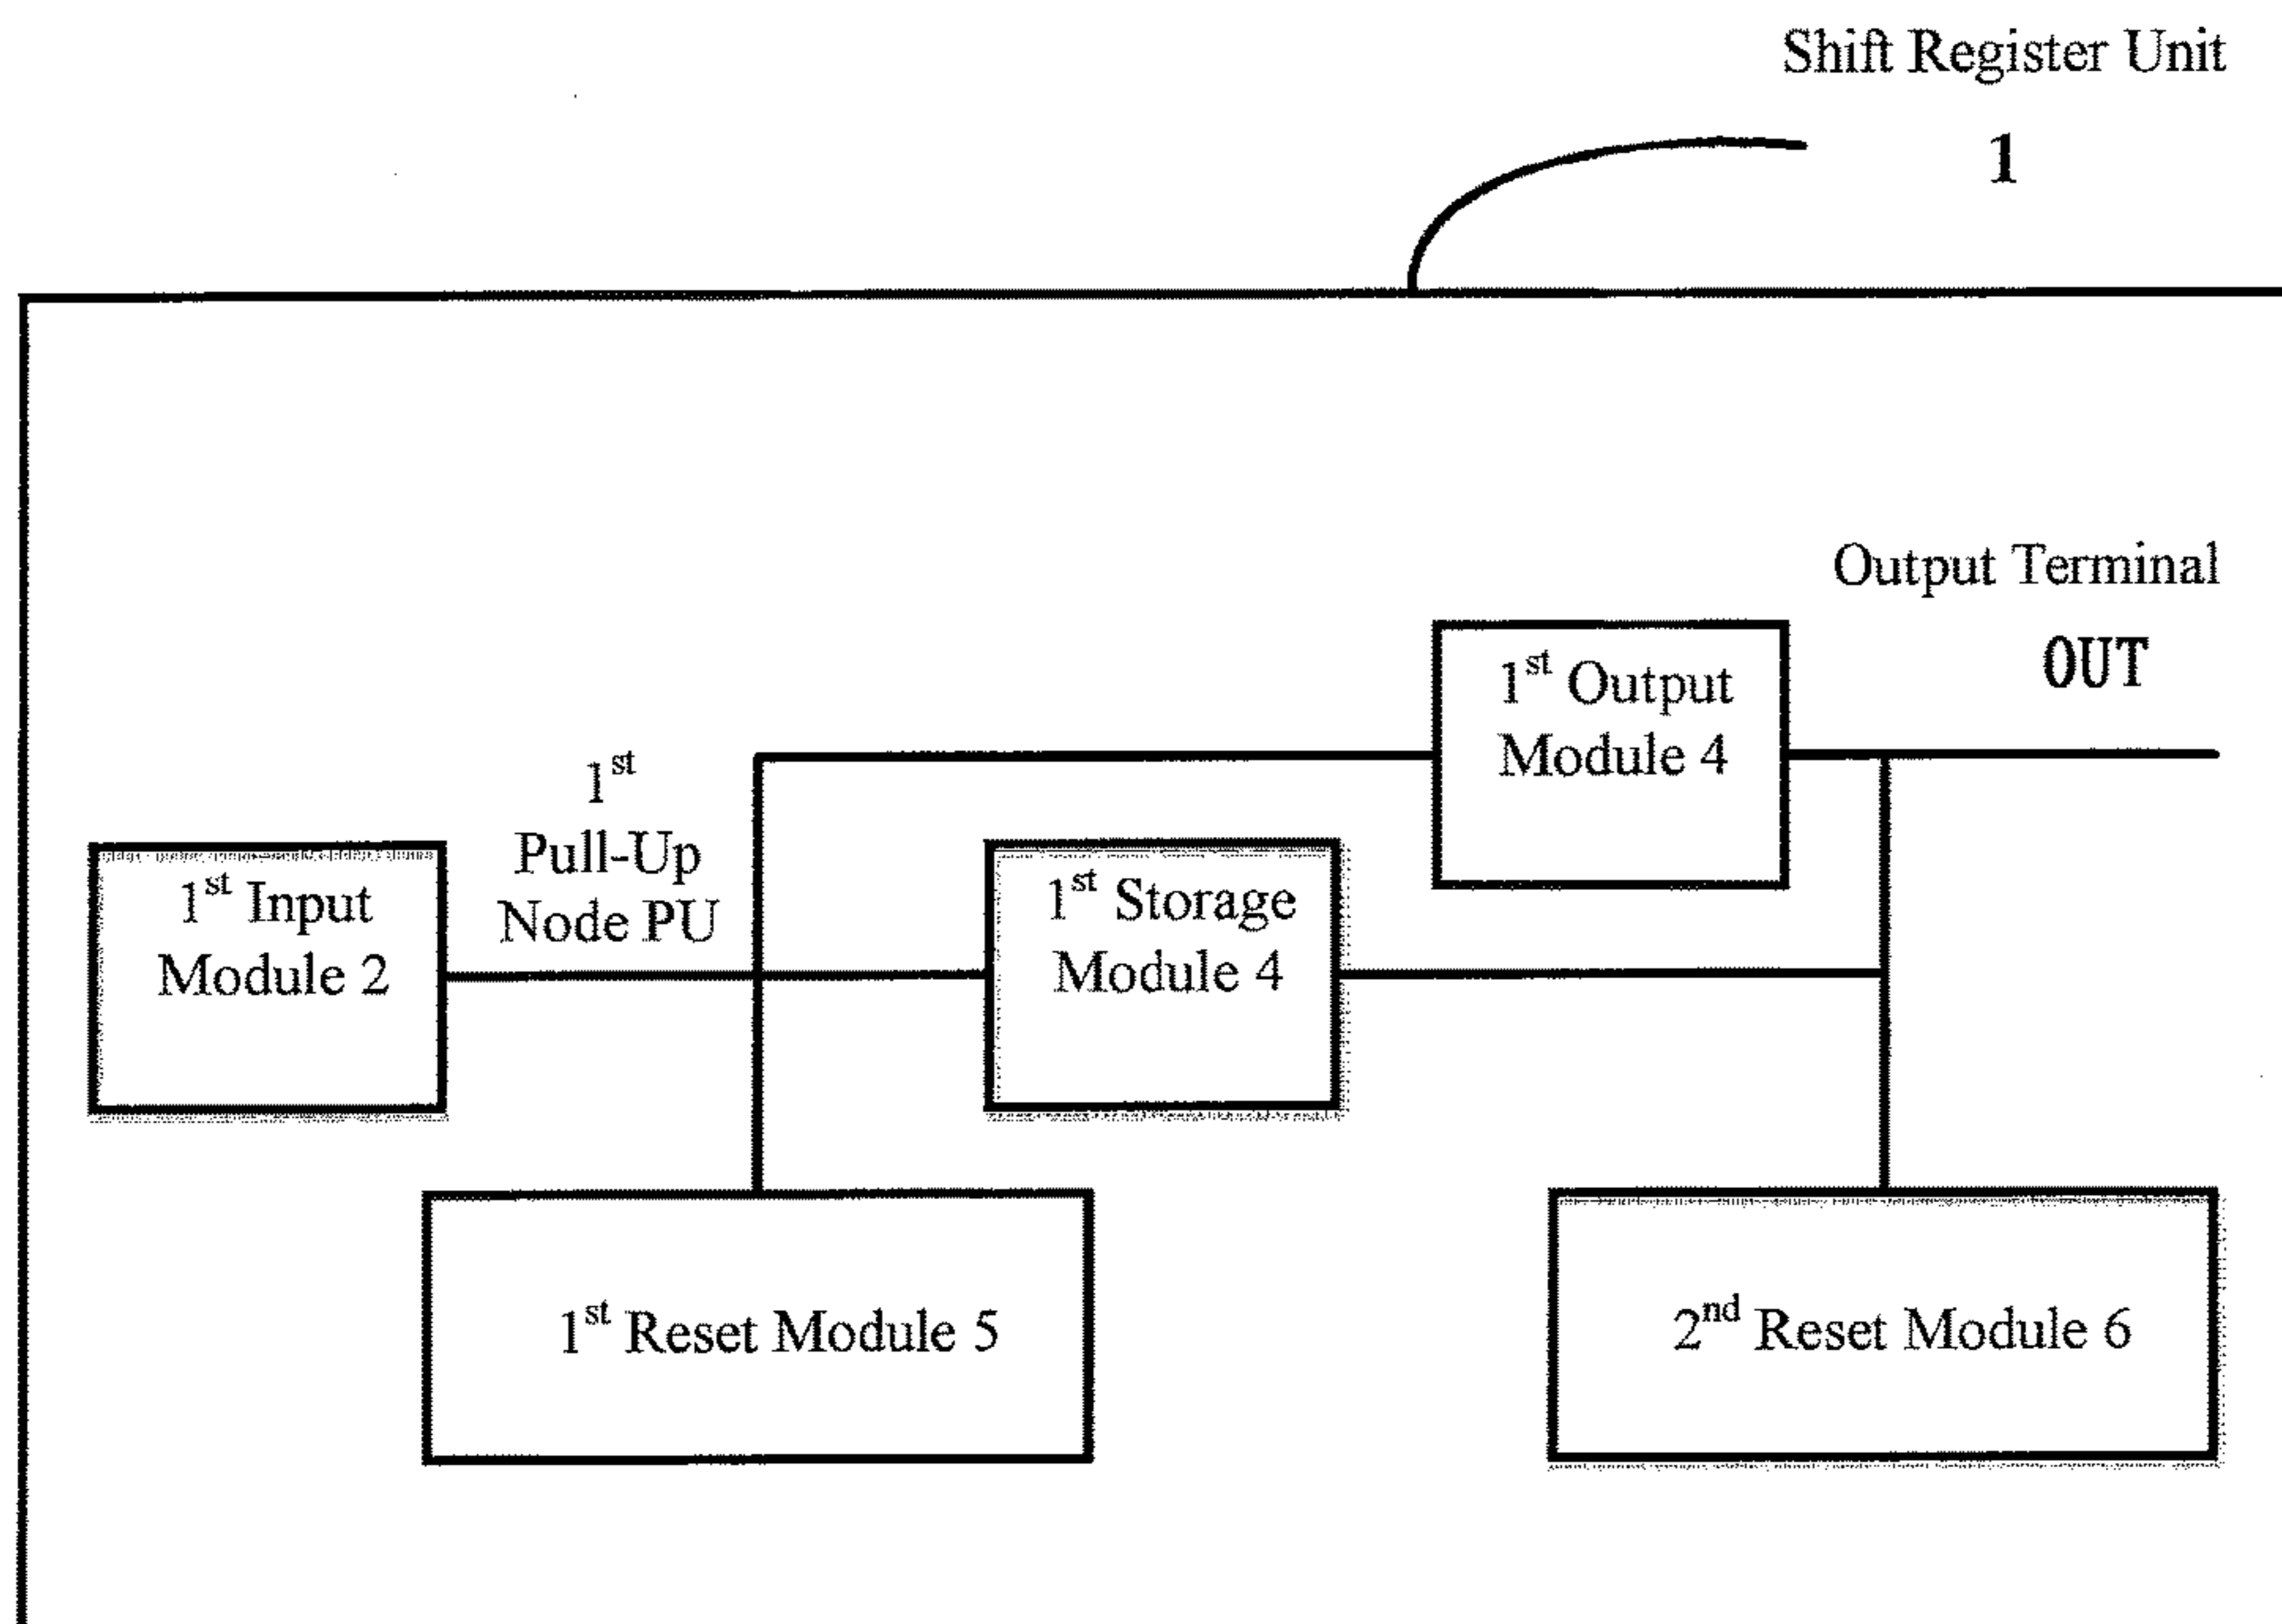 Shift Register Unit
1
Output Terminal
OUT
1st Output
Module 4
1st
Pull-Up
Node PU
1st Input
Module 2
1st Storage
Module 4
1st Reset Module 5
2nd Reset Module 6